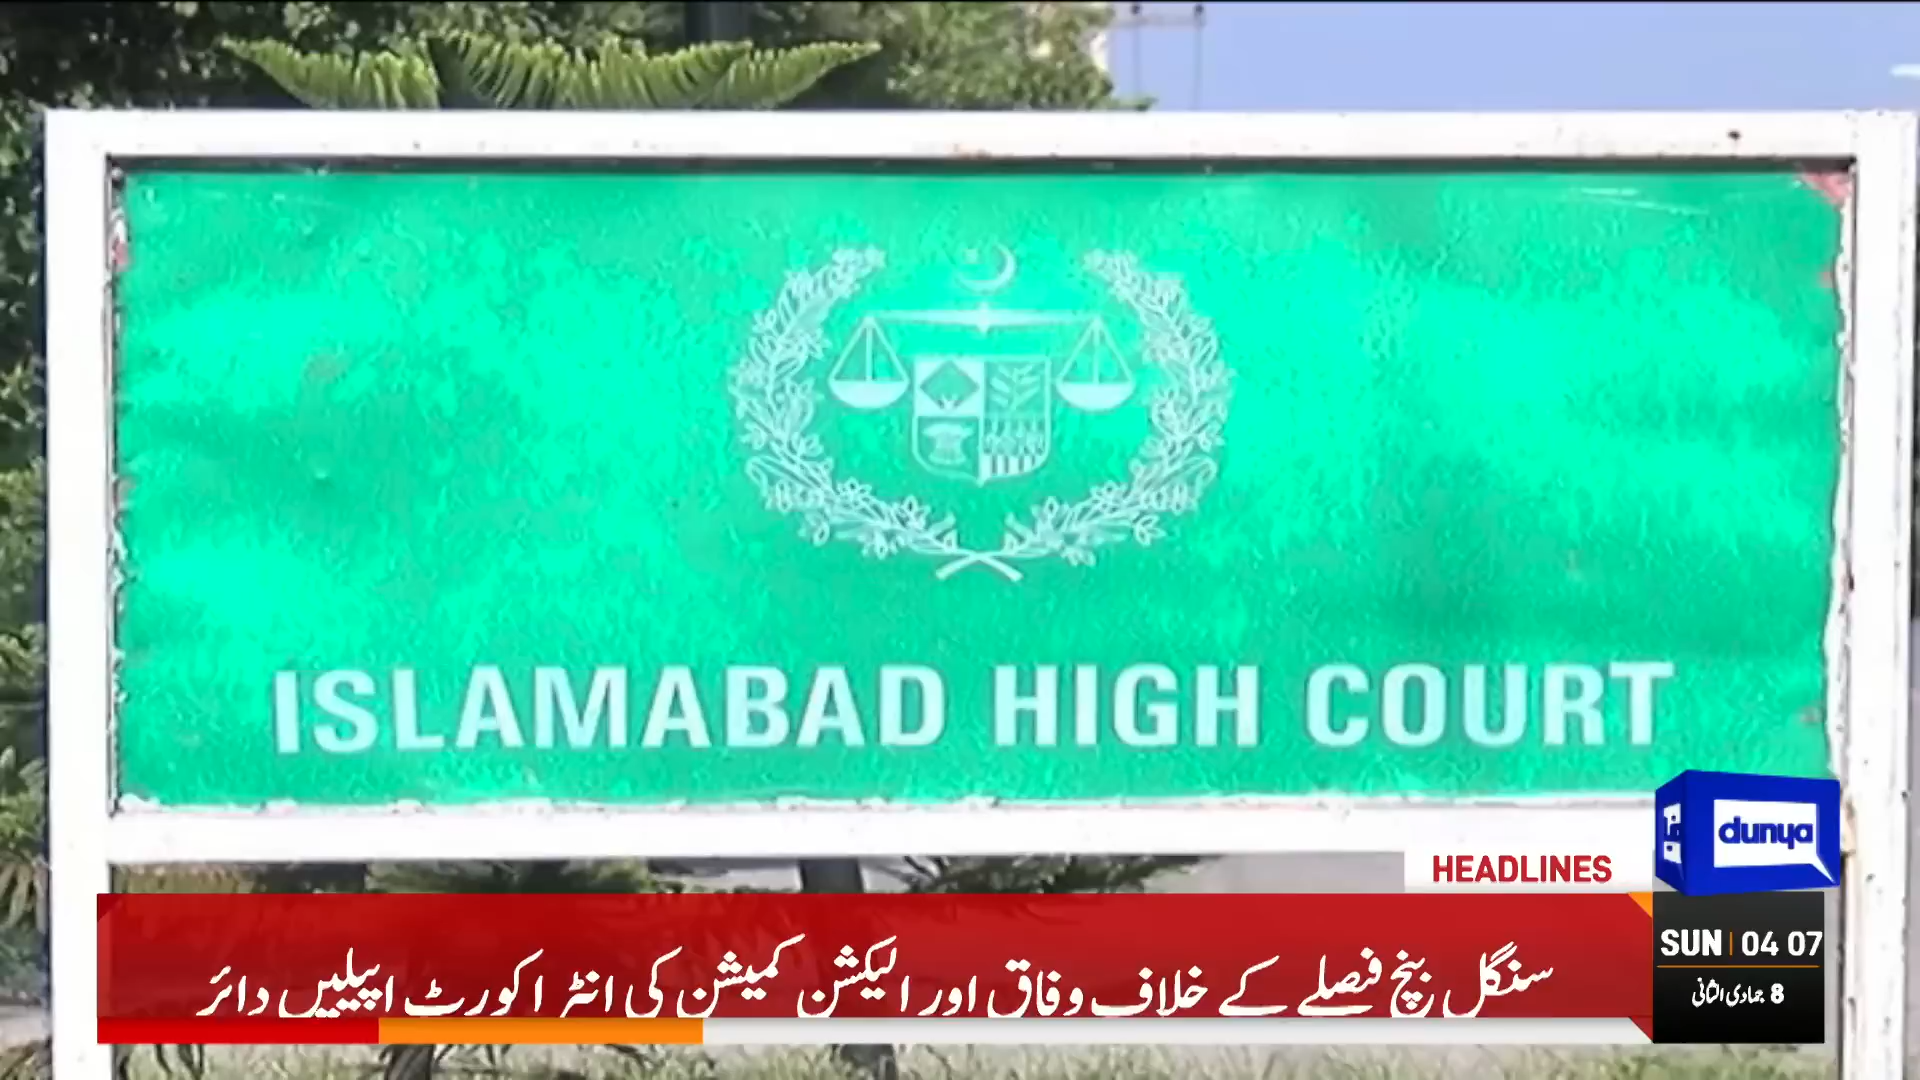 ISLAMABAD HIGH COURT
HEADLINES
dunya
سنگل بنچ فیصلے کے خلاف وفاق اور الیکشن کمیشن کی انٹرا کورٹ اپیلیں دائر
SUN 04 07
8 جمادی الثانی